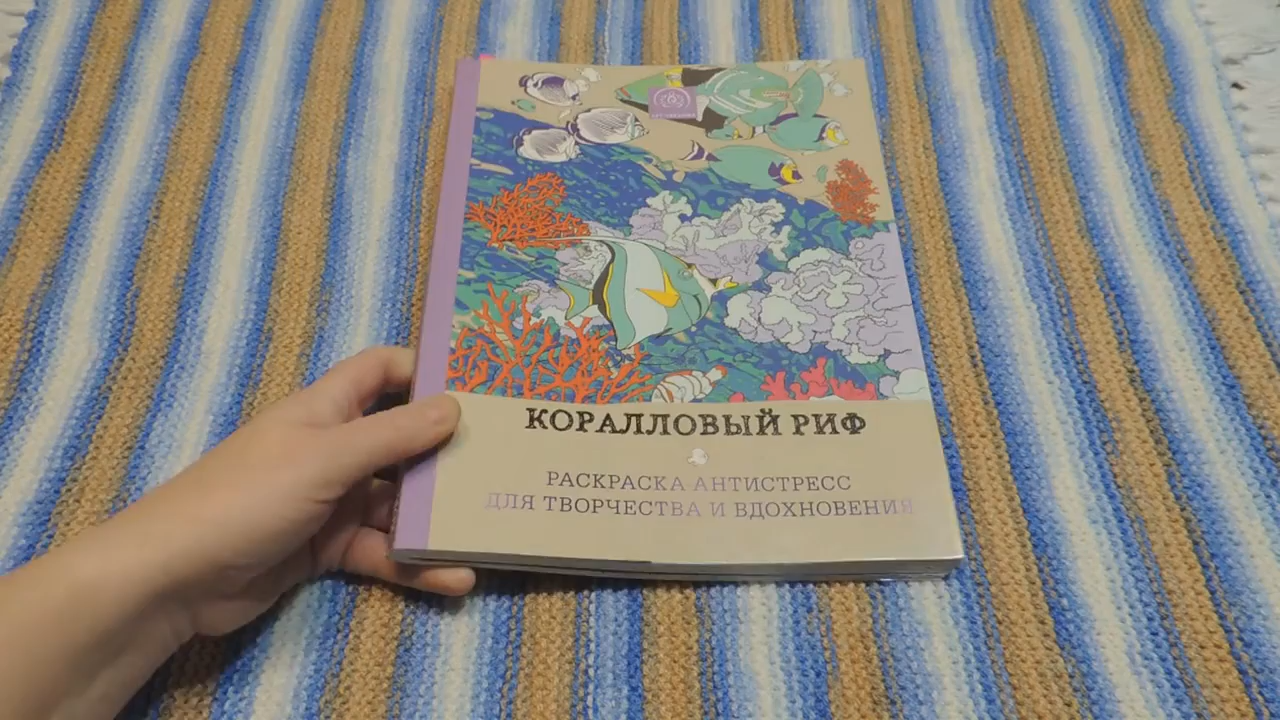 КОРАЛЛОВЫЙ РИФ
РАСКРАСКА-АНТИСТРЕСС
ДЛЯ ТВОРЧЕСТВА И ВДОХНОВЕНИЯ